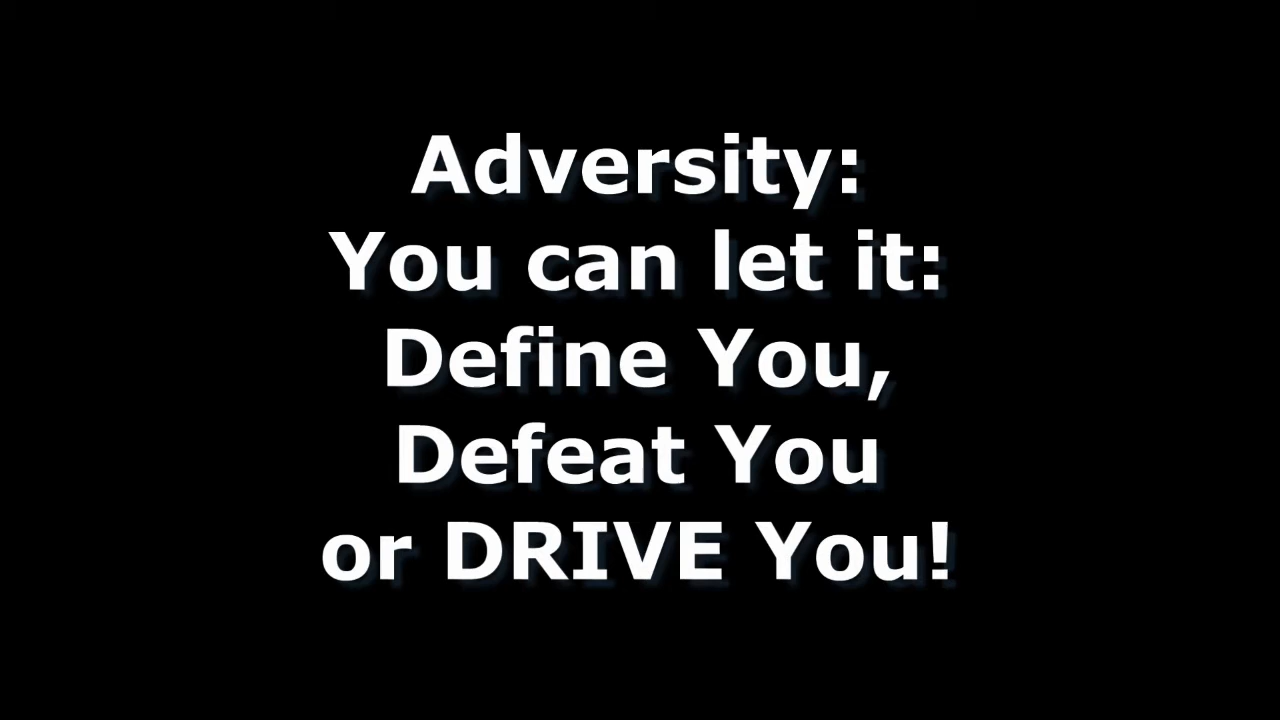 Adversity:
You can let it:
Define You,
Defeat You
or DRIVE You!